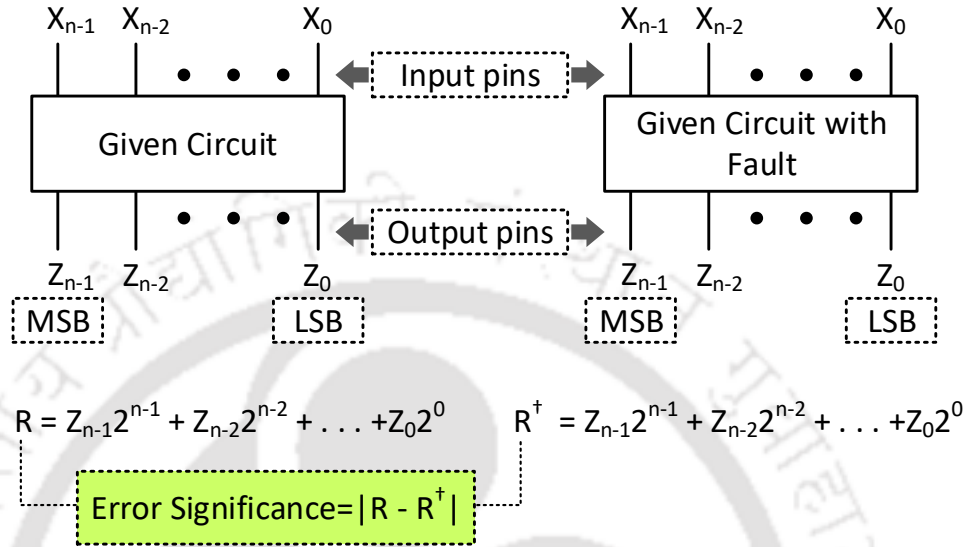 Xₙ₋₁ Xₙ₋₂ X₀ Xₙ₋₁ Xₙ₋₂ X₀
Input pins
Given Circuit
Given Circuit with
Fault
Output pins
Zₙ₋₁ Zₙ₋₂ Z₀ Zₙ₋₁ Zₙ₋₂ Z₀
MSB LSB MSB LSB
R = Zₙ₋₁2ⁿ⁻¹ + Zₙ₋₂2ⁿ⁻² + . . . +Z₀2⁰ R† = Zₙ₋₁2ⁿ⁻¹ + Zₙ₋₂2ⁿ⁻² + . . . +Z₀2⁰
Error Significance=|R - R†|